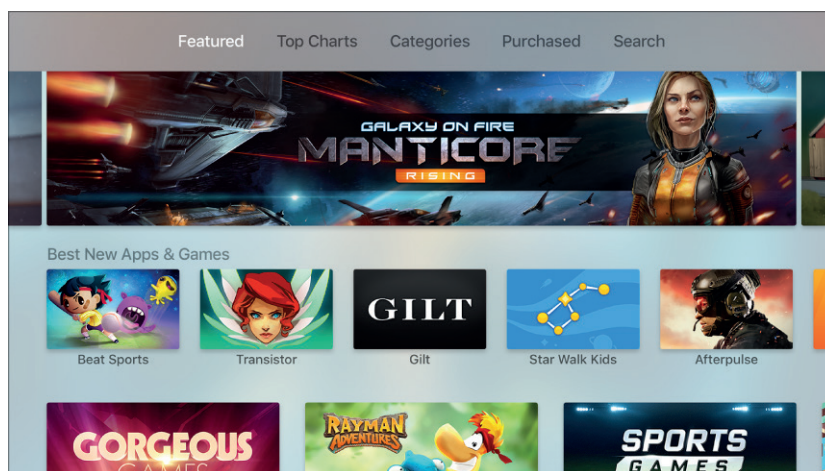 Featured Top Charts Categories Purchased Search
GALAXY ON FIRE
MANTICORE
RISING
Best New Apps & Games
GILT
Beat Sports Transistor Gilt Star Walk Kids Afterpulse
GORGEOUS
GAMES
RAYMAN
ADVENTURES
SPORTS
GAMES